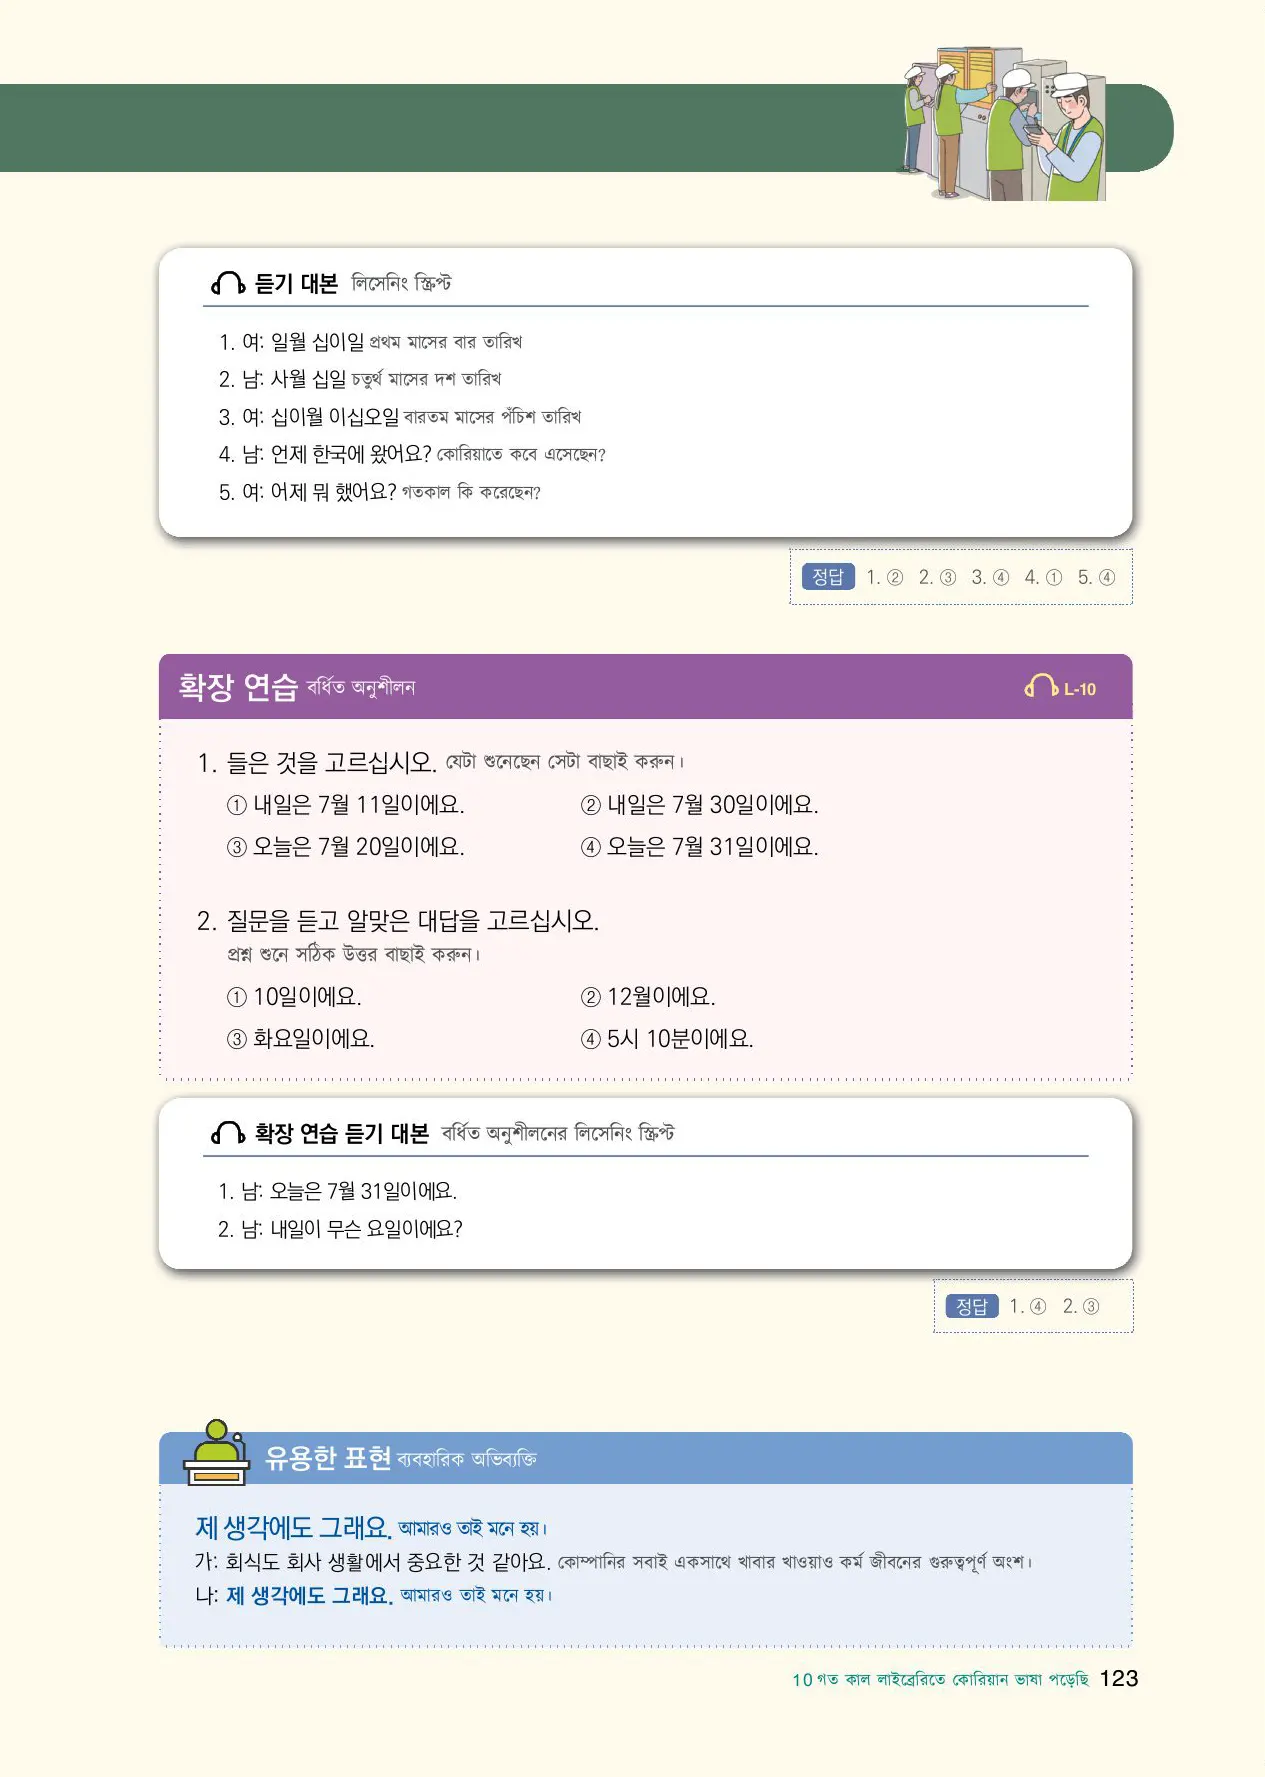 듣기 대본 লিসেনিং স্ক্রিপ্ট
1. 여: 일월 십이일 প্রথম মাসের বার তারিখ
2. 남: 사월 십일 চতুর্থ মাসের দশ তারিখ
3. 여: 십이월 이십오일 বারতম মাসের পঁচিশ তারিখ
4. 남: 언제 한국에 왔어요? কোরিয়াতে কবে এসেছেন?
5. 여: 어제 뭐 했어요? গতকাল কি করেছেন?
정답 1. ② 2. ③ 3. ④ 4. ① 5. ④
확장 연습 বর্ধিত অনুশীলন L-10
1. 들은 것을 고르십시오. যেটা শুনেছেন সেটা বাছাই করুন।
① 내일은 7월 11일이에요. ② 내일은 7월 30일이에요.
③ 오늘은 7월 20일이에요. ④ 오늘은 7월 31일이에요.
2. 질문을 듣고 알맞은 대답을 고르십시오.
প্রশ্ন শুনে সঠিক উত্তর বাছাই করুন।
① 10일이에요. ② 12월이에요.
③ 화요일이에요. ④ 5시 10분이에요.
확장 연습 듣기 대본 বর্ধিত অনুশীলনের লিসেনিং স্ক্রিপ্ট
1. 남: 오늘은 7월 31일이에요.
2. 남: 내일이 무슨 요일이에요?
정답 1. ④ 2. ③
유용한 표현 ব্যবহারিক অভিব্যক্তি
제 생각에도 그래요. আমারও তাই মনে হয়।
가: 회식도 회사 생활에서 중요한 것 같아요. কোম্পানির সবাই একসাথে খাবার খাওয়াও কর্ম জীবনের গুরুত্বপূর্ণ অংশ।
나: 제 생각에도 그래요. আমারও তাই মনে হয়।
10 গত কাল লাইব্রেরিতে কোরিয়ান ভাষা পড়েছি 123